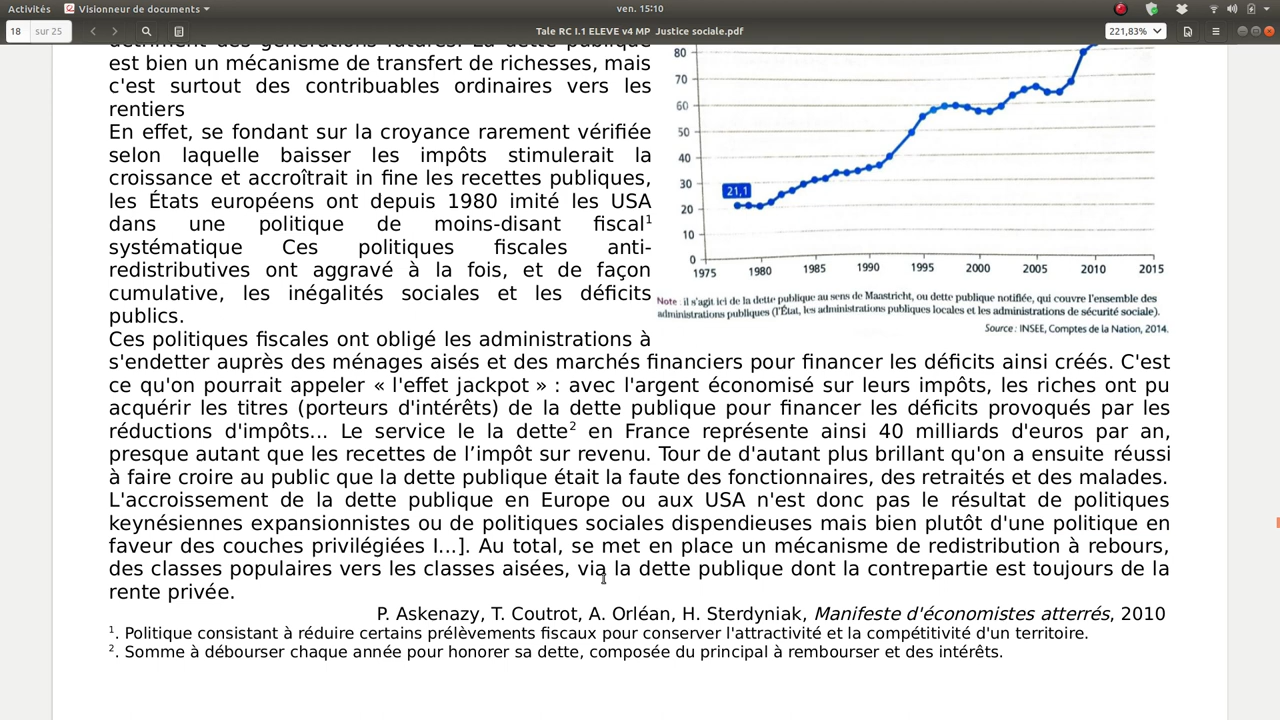 Activités
Visionneur de documents
ven. 15:10
18 sur 25
Tale RC I.1 ELEVE v4 MP Justice sociale.pdf
221,83%
détriment des générations futures. La dette publique
est bien un mécanisme de transfert de richesses, mais
c'est surtout des contribuables ordinaires vers les
rentiers
En effet, se fondant sur la croyance rarement vérifiée
selon laquelle baisser les impôts stimulerait la
croissance et accroîtrait in fine les recettes publiques,
les États européens ont depuis 1980 imité les USA
dans une politique de moins-disant fiscal¹
systématique Ces politiques fiscales anti-
redistributives ont aggravé à la fois, et de façon
cumulative, les inégalités sociales et les déficits
publics.
Ces politiques fiscales ont obligé les administrations à
s'endetter auprès des ménages aisés et des marchés financiers pour financer les déficits ainsi créés. C'est
ce qu'on pourrait appeler « l'effet jackpot » : avec l'argent économisé sur leurs impôts, les riches ont pu
acquérir les titres (porteurs d'intérêts) de la dette publique pour financer les déficits provoqués par les
réductions d'impôts... Le service le la dette² en France représente ainsi 40 milliards d'euros par an,
presque autant que les recettes de l’impôt sur revenu. Tour de d'autant plus brillant qu'on a ensuite réussi
à faire croire au public que la dette publique était la faute des fonctionnaires, des retraités et des malades.
L'accroissement de la dette publique en Europe ou aux USA n'est donc pas le résultat de politiques
keynésiennes expansionnistes ou de politiques sociales dispendieuses mais bien plutôt d'une politique en
faveur des couches privilégiées I...]. Au total, se met en place un mécanisme de redistribution à rebours,
des classes populaires vers les classes aisées, via la dette publique dont la contrepartie est toujours de la
rente privée.
P. Askenazy, T. Coutrot, A. Orléan, H. Sterdyniak, Manifeste d'économistes atterrés, 2010
¹. Politique consistant à réduire certains prélèvements fiscaux pour conserver l'attractivité et la compétitivité d'un territoire.
². Somme à débourser chaque année pour honorer sa dette, composée du principal à rembourser et des intérêts.
80
70
60
50
40
30
20
10
0
21,1
1975 1980 1985 1990 1995 2000 2005 2010 2015
Note : il s'agit ici de la dette publique au sens de Maastricht, ou dette publique notifiée, qui couvre l'ensemble des
administrations publiques (l'État, les administrations publiques locales et les administrations de sécurité sociale).
Source : INSEE, Comptes de la Nation, 2014.